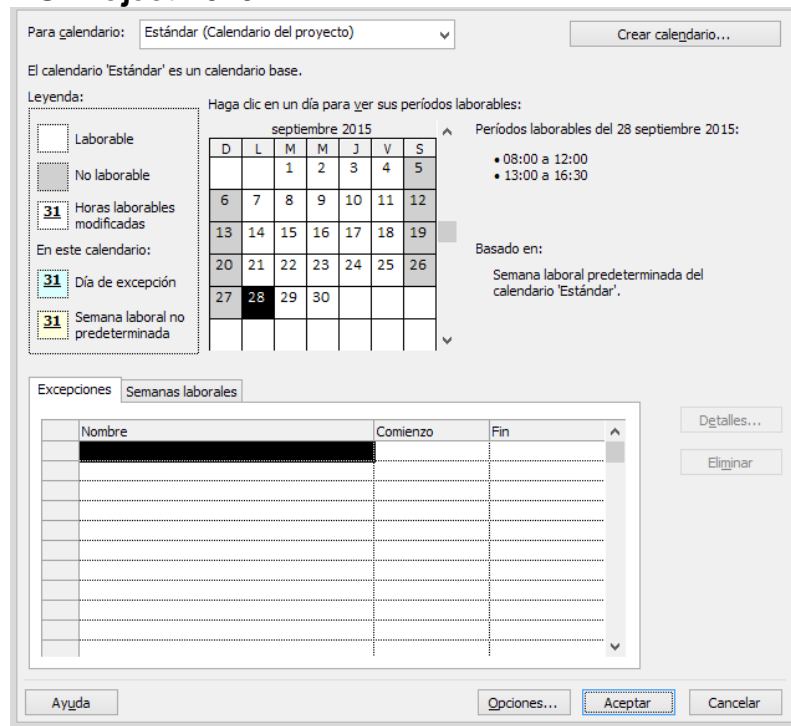 Para calendario: Estándar (Calendario del proyecto) Crear calendario...
El calendario 'Estándar' es un calendario base.
Leyenda:
Laborable
No laborable
31 Horas laborables
modificadas
En este calendario:
31 Día de excepción
31 Semana laboral no
predeterminada
Haga clic en un día para ver sus períodos laborables:
septiembre 2015
D L M M J V S
1 2 3 4 5
6 7 8 9 10 11 12
13 14 15 16 17 18 19
20 21 22 23 24 25 26
27 28 29 30
Períodos laborables del 28 septiembre 2015:
• 08:00 a 12:00
• 13:00 a 16:30
Basado en:
Semana laboral predeterminada del
calendario 'Estándar'.
Excepciones Semanas laborales
Nombre Comienzo Fin
Detalles...
Eliminar
Ayuda Opciones... Aceptar Cancelar